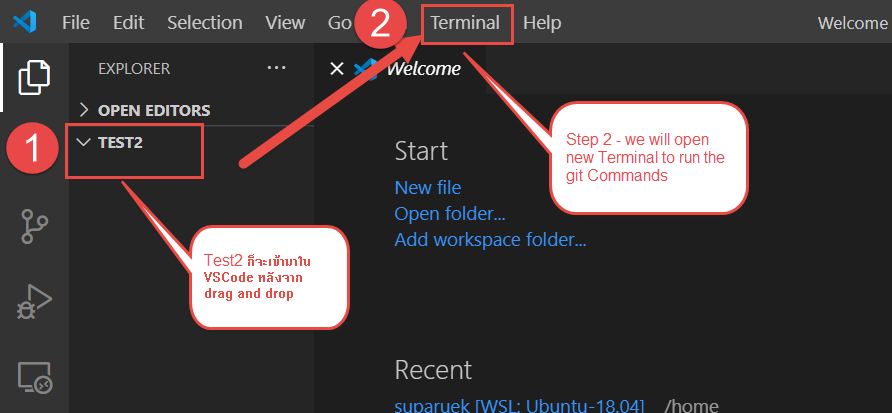 File Edit Selection View Go Terminal Help Welcome
2
EXPLORER ···
Welcome
OPEN EDITORS
1
TEST2
Start
New file
Open folder...
Add workspace folder...
Step 2 - we will open
new Terminal to run the
git Commands
Test2 ก็จะเข้ามาใน
VSCode หลังจาก
drag and drop
Recent
suparuek [WSL: Ubuntu-18.04] /home